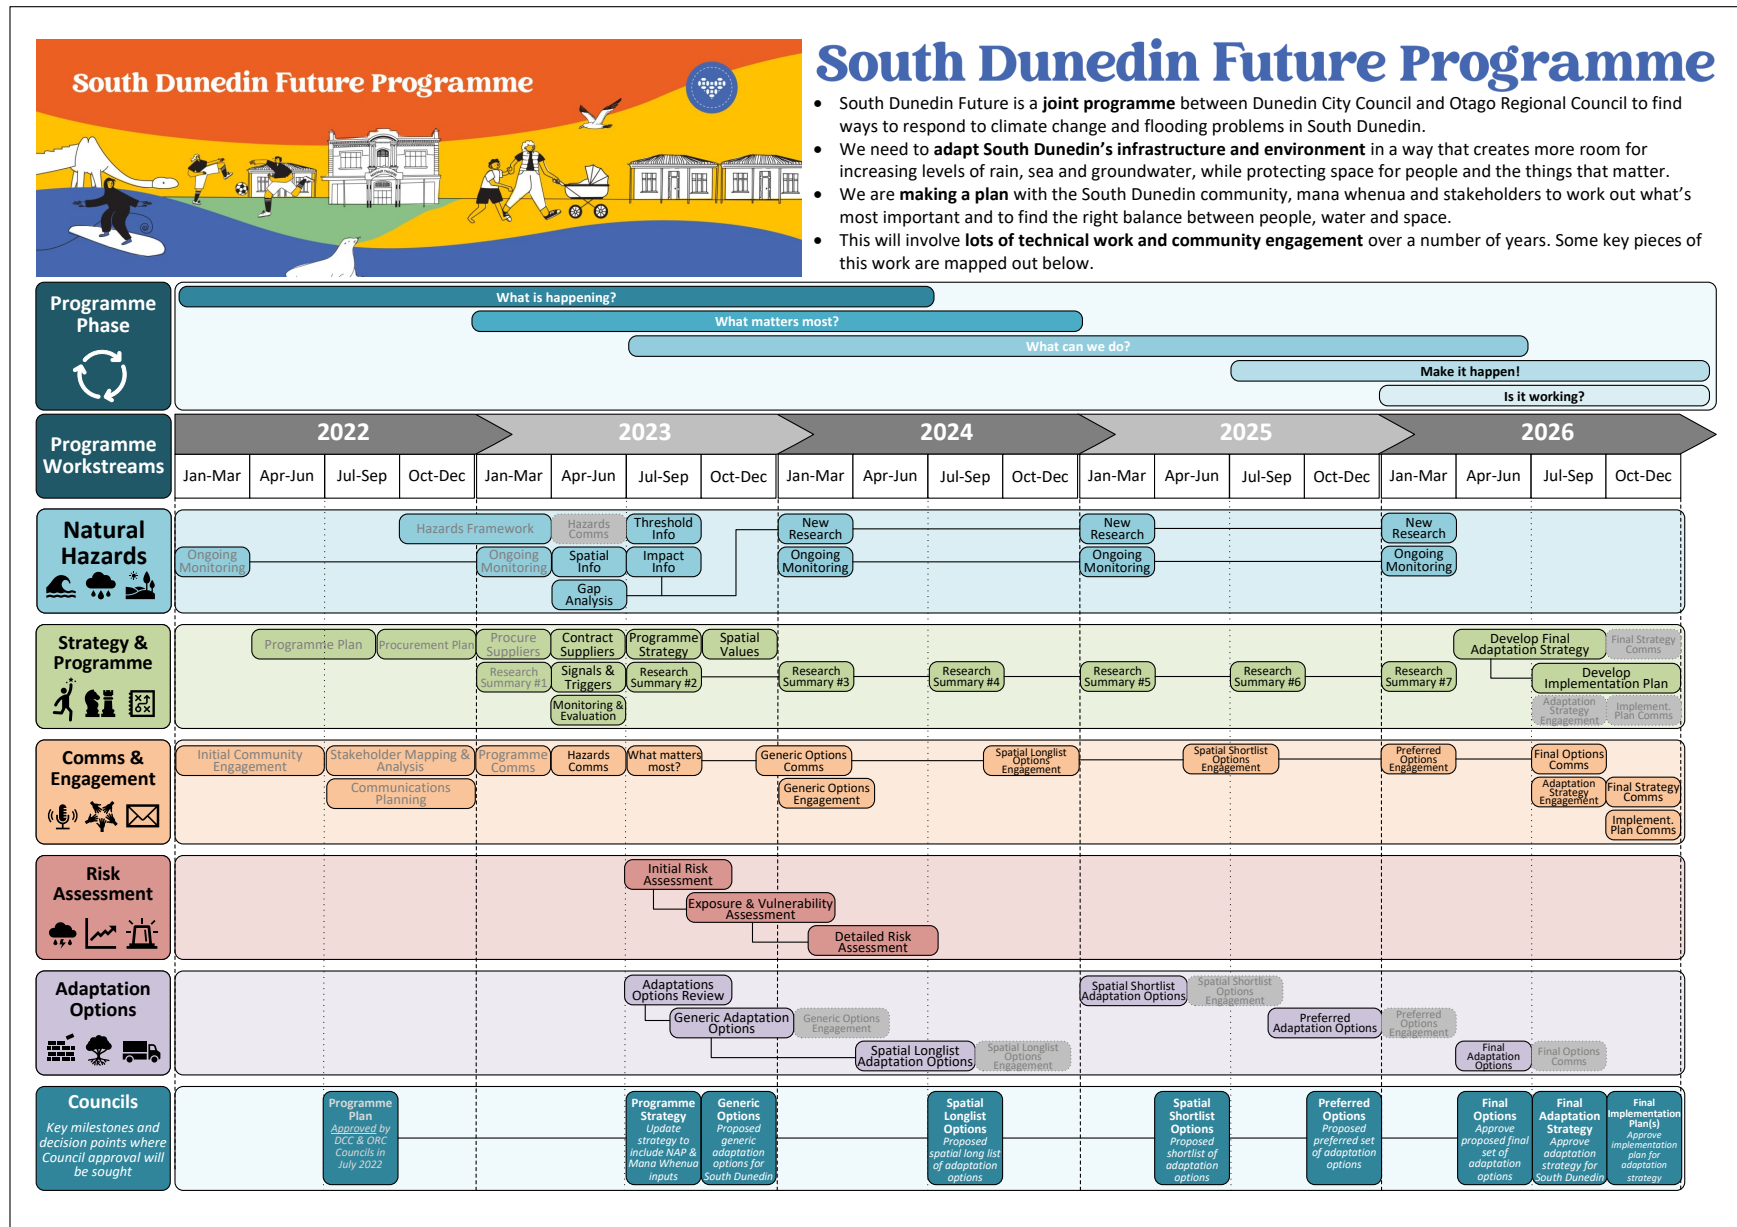 South Dunedin Future Programme
South Dunedin Future Programme
• South Dunedin Future is a joint programme between Dunedin City Council and Otago Regional Council to find
ways to respond to climate change and flooding problems in South Dunedin.
• We need to adapt South Dunedin's infrastructure and environment in a way that creates more room for
increasing levels of rain, sea and groundwater, while protecting space for people and the things that matter.
• We are making a plan with the South Dunedin community, mana whenua and stakeholders to work out what's
most important and to find the right balance between people, water and space.
• This will involve lots of technical work and community engagement over a number of years. Some key pieces of
this work are mapped out below.
Programme
Phase
What is happening?
What matters most?
What can we do?
Make it happen!
Is it working?
Programme
Workstreams
2022
2023
2024
2025
2026
Jan-Mar
Apr-Jun
Jul-Sep
Oct-Dec
Jan-Mar
Apr-Jun
Jul-Sep
Oct-Dec
Jan-Mar
Apr-Jun
Jul-Sep
Oct-Dec
Jan-Mar
Apr-Jun
Jul-Sep
Oct-Dec
Jan-Mar
Apr-Jun
Jul-Sep
Oct-Dec
Natural
Hazards
Hazards Framework
Hazards
Comms
Threshold
Info
New
Research
New
Research
New
Research
Ongoing
Monitoring
Ongoing
Monitoring
Spatial
Info
Impact
Info
Ongoing
Monitoring
Ongoing
Monitoring
Ongoing
Monitoring
Gap
Analysis
Strategy &
Programme
Programme Plan
Procurement Plan
Procure
Suppliers
Contract
Suppliers
Programme
Strategy
Spatial
Values
Develop Final
Adaptation Strategy
Final Strategy
Comms
Research
Summary #1
Signals &
Triggers
Research
Summary #2
Research
Summary #3
Research
Summary #4
Research
Summary #5
Research
Summary #6
Research
Summary #7
Develop
Implementation Plan
Monitoring &
Evaluation
Adaptation
Strategy
Engagement
Implement.
Plan Comms
Comms &
Engagement
Initial Community
Engagement
Stakeholder Mapping &
Analysis
Programme
Comms
Hazards
Comms
What matters
most?
Generic Options
Comms
Spatial Longlist
Options
Engagement
Spatial Shortlist
Options
Engagement
Preferred
Options
Engagement
Final Options
Comms
Communications
Planning
Generic Options
Engagement
Adaptation
Strategy
Engagement
Final Strategy
Comms
Implement.
Plan Comms
Risk
Assessment
Initial Risk
Assessment
Exposure & Vulnerability
Assessment
Detailed Risk
Assessment
Adaptation
Options
Adaptations
Options Review
Spatial Shortlist
Adaptation Options
Spatial Shortlist
Options
Engagement
Generic Adaptation
Options
Generic Options
Engagement
Preferred
Adaptation Options
Preferred
Options
Engagement
Spatial Longlist
Adaptation Options
Spatial Longlist
Options
Engagement
Final
Adaptation
Options
Final Options
Comms
Councils
Key milestones and
decision points where
Council approval will
be sought
Programme
Plan
Approved by
DCC & ORC
Councils in
July 2022
Programme
Strategy
Update
strategy to
include NAP &
Mana Whenua
inputs
Generic
Options
Proposed
generic
adaptation
options for
South Dunedin
Spatial
Longlist
Options
Proposed
spatial long list
of adaptation
options
Spatial
Shortlist
Options
Proposed
shortlist of
adaptation
options
Preferred
Options
Proposed
preferred set
of adaptation
options
Final
Options
Approve
proposed final
set of
adaptation
options
Final
Adaptation
Strategy
Approve
adaptation
strategy for
South Dunedin
Final
Implementation
Plan(s)
Approve
implementation
plan for
adaptation
strategy